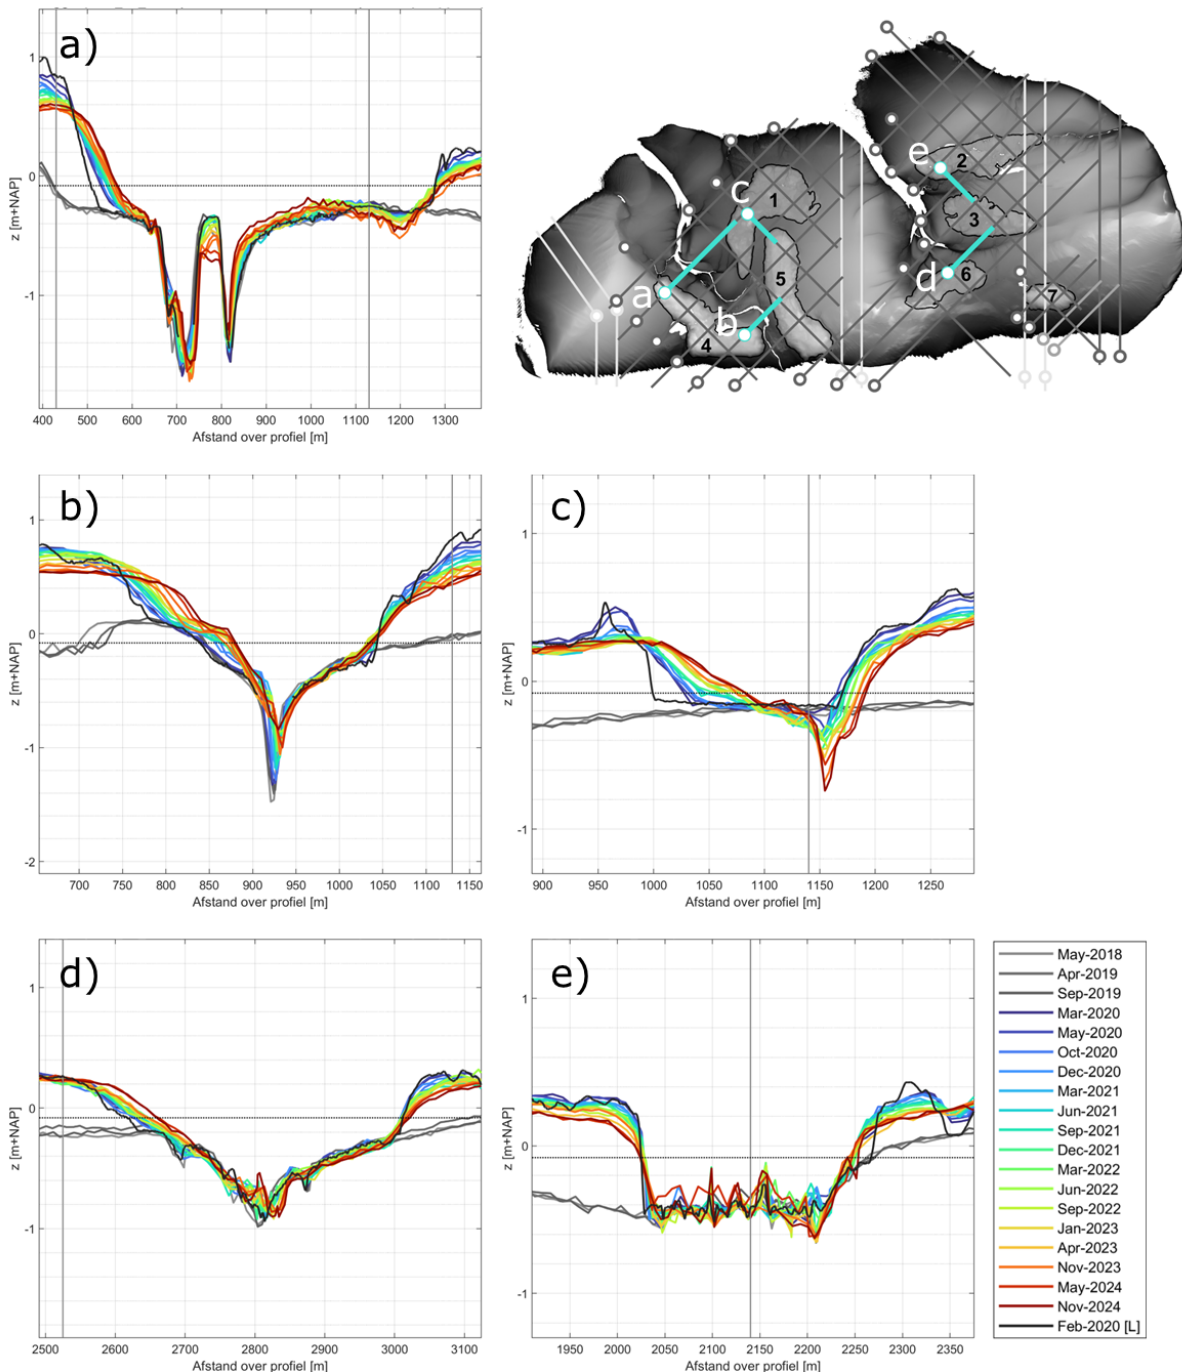 a)
z [m+NAP]
1
0
-1
400 500 600 700 800 900 1000 1100 1200 1300
Afstand over profiel [m]
e
2
c
1
3
a
5
d
6
b
4
7
b)
z [m+NAP]
1
0
-1
-2
700 750 800 850 900 950 1000 1050 1100 1150
Afstand over profiel [m]
c)
z [m+NAP]
1
0
-1
900 950 1000 1050 1100 1150 1200 1250
Afstand over profiel [m]
d)
z [m+NAP]
1
0
-1
2500 2600 2700 2800 2900 3000 3100
Afstand over profiel [m]
e)
z [m+NAP]
1
0
-1
1950 2000 2050 2100 2150 2200 2250 2300 2350
Afstand over profiel [m]
May-2018
Apr-2019
Sep-2019
Mar-2020
May-2020
Oct-2020
Dec-2020
Mar-2021
Jun-2021
Sep-2021
Dec-2021
Mar-2022
Jun-2022
Sep-2022
Jan-2023
Apr-2023
Nov-2023
May-2024
Nov-2024
Feb-2020 [L]